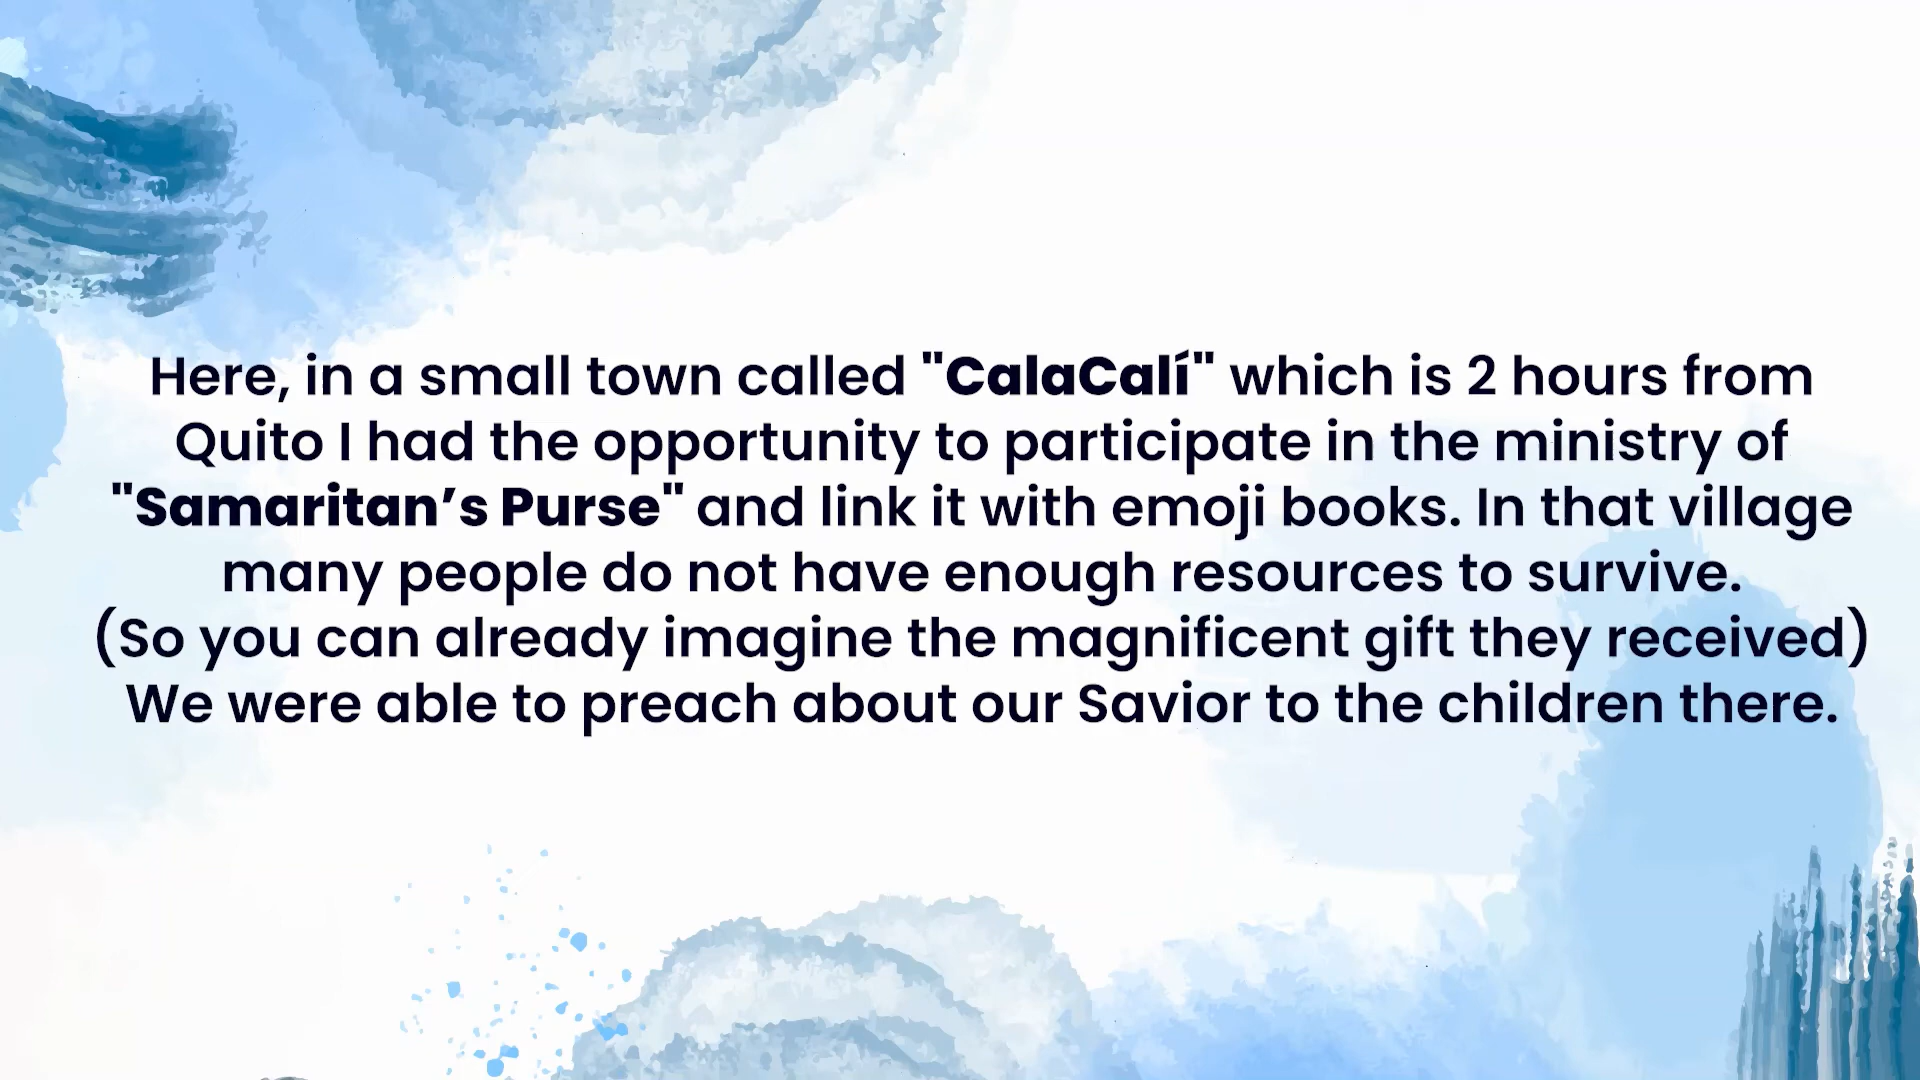 Here, in a small town called "CalaCalí" which is 2 hours from
Quito I had the opportunity to participate in the ministry of
"Samaritan’s Purse" and link it with emoji books. In that village
many people do not have enough resources to survive.
(So you can already imagine the magnificent gift they received)
We were able to preach about our Savior to the children there.